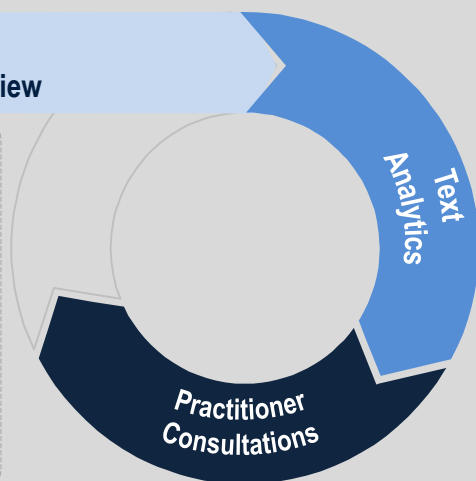 iew
Text
Analytics
Practitioner
Consultations